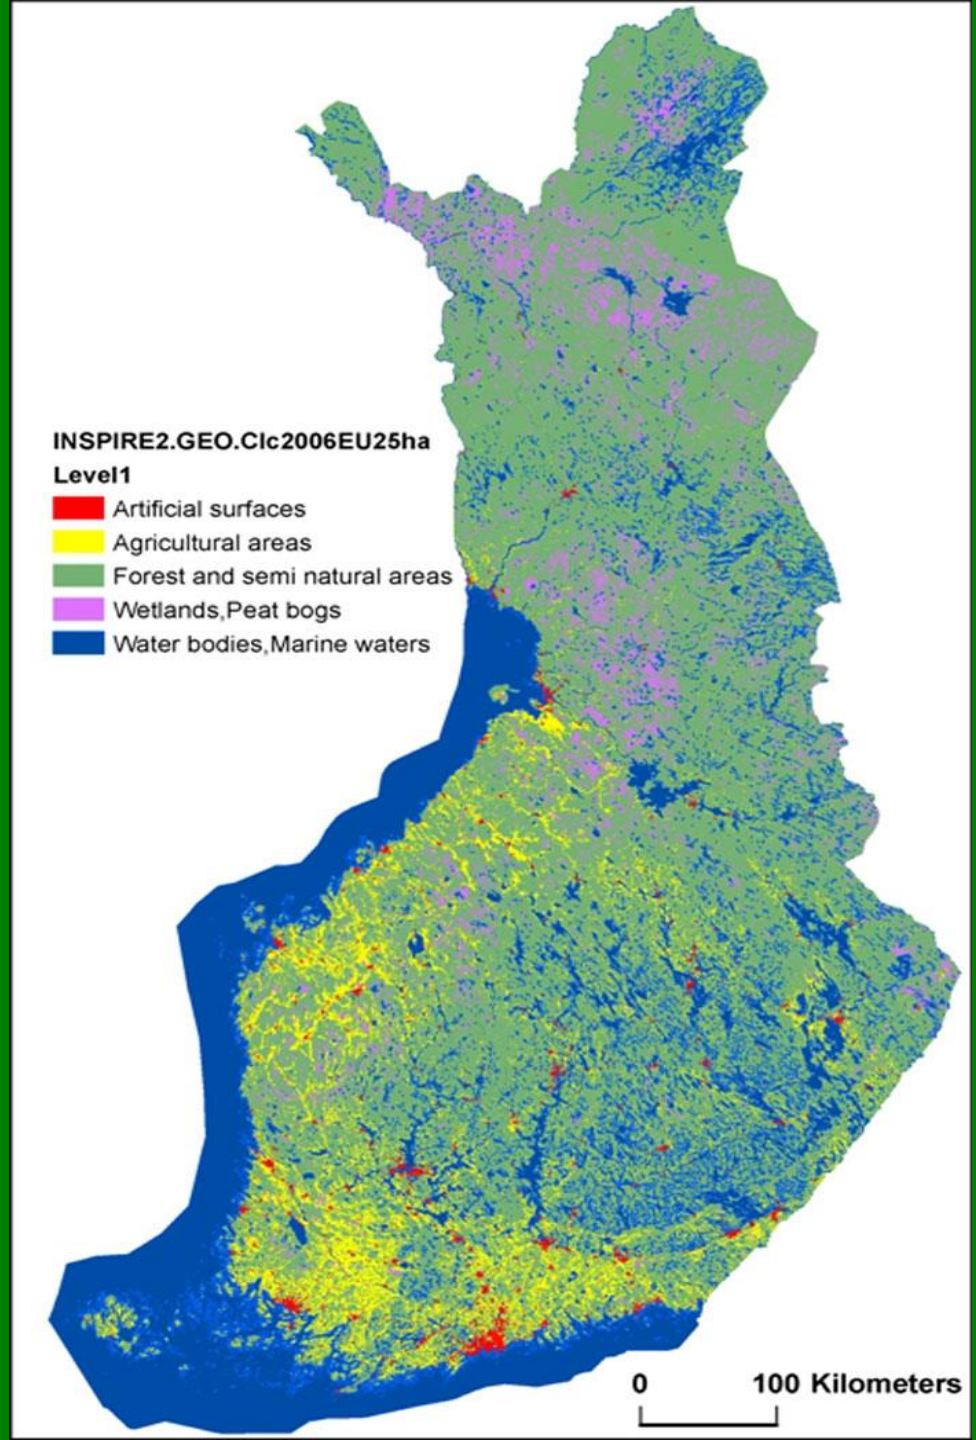 INSPIRE2.GEO.Clc2006EU25ha
Level1
Artificial surfaces
Agricultural areas
Forest and semi natural areas
Wetlands,Peat bogs
Water bodies,Marine waters
0 100 Kilometers